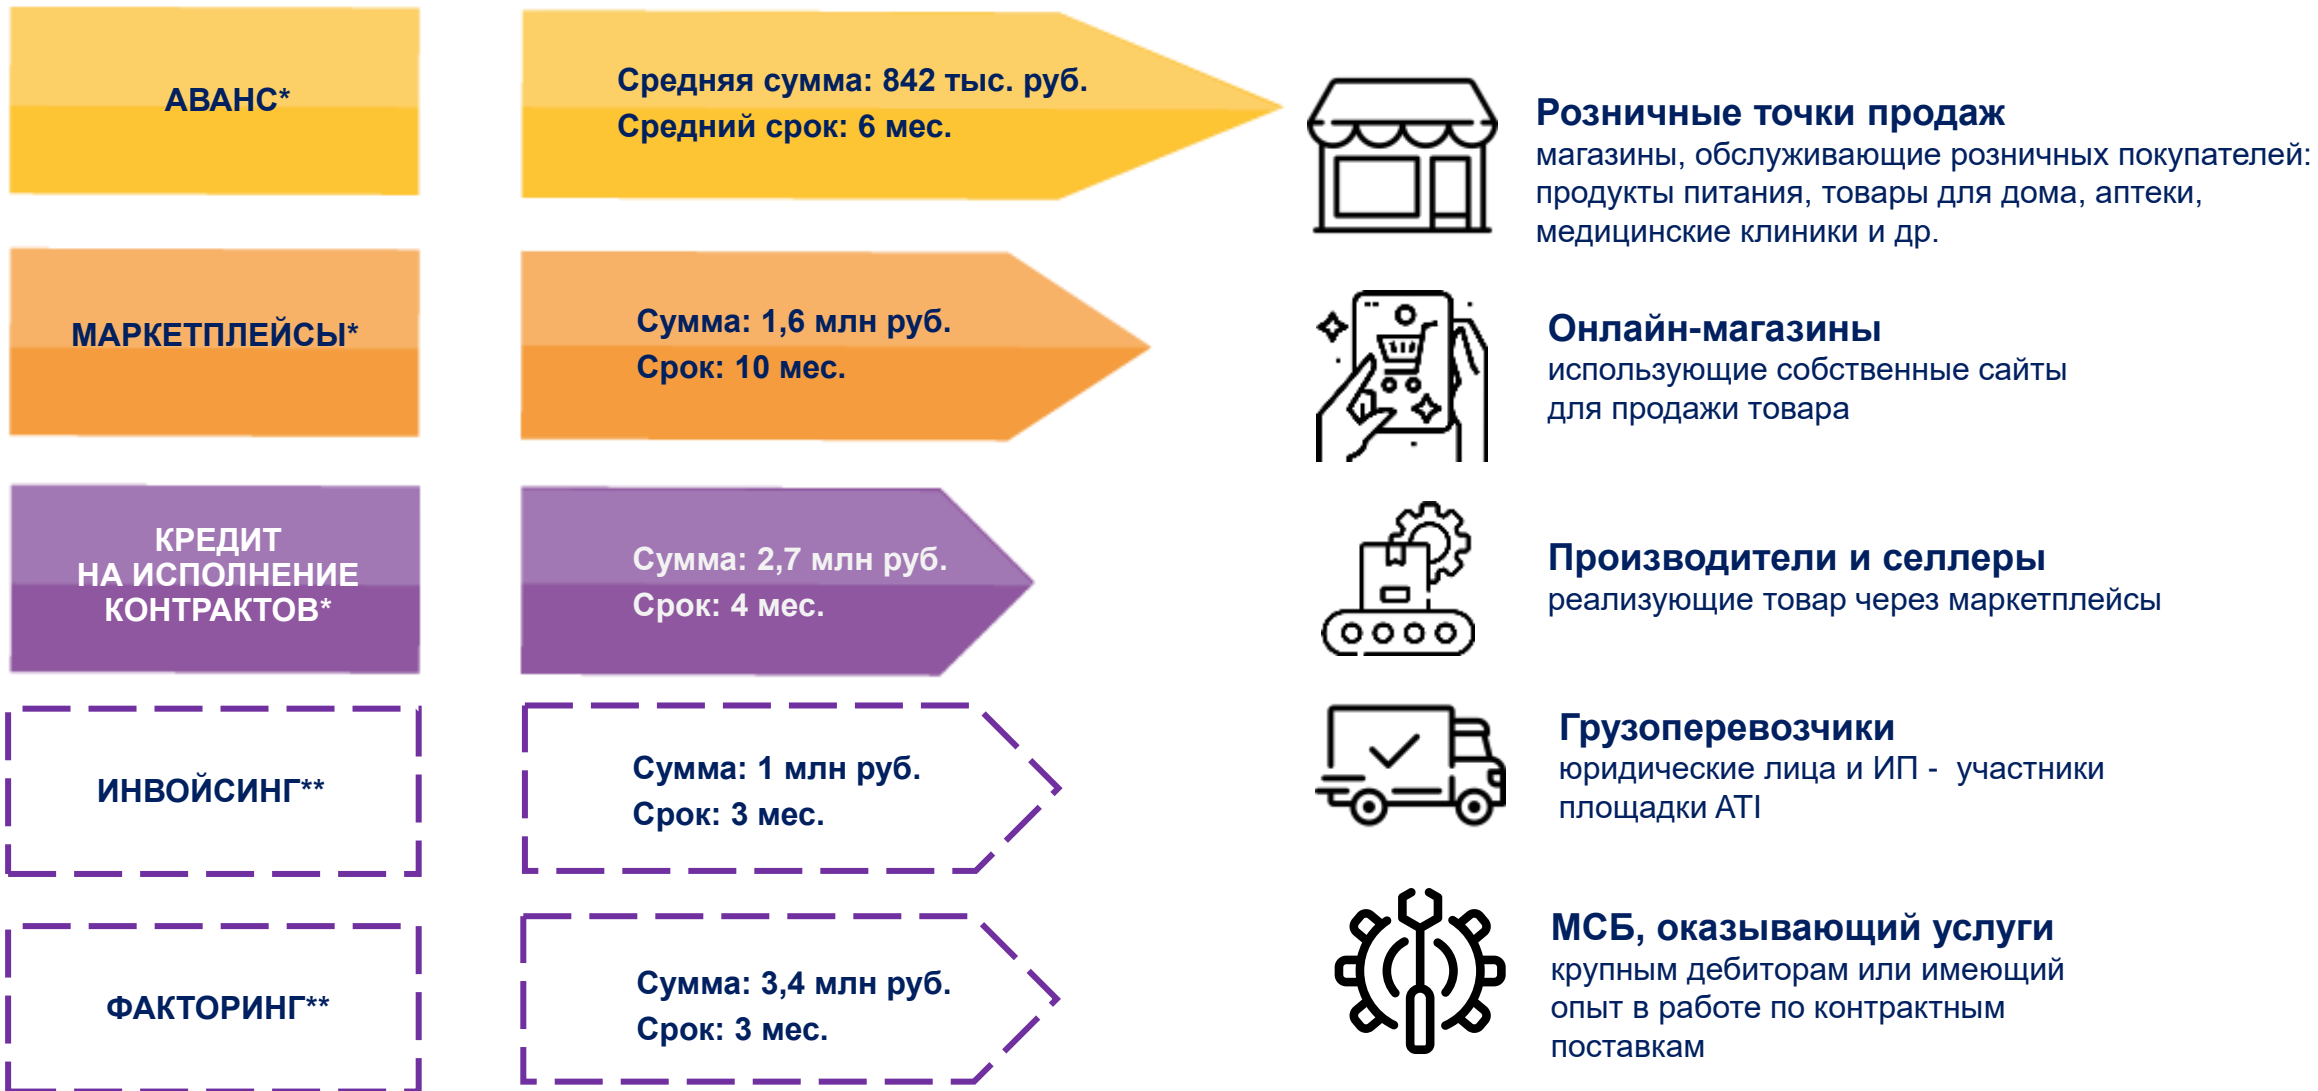 АВАНС*
Средняя сумма: 842 тыс. руб.
Средний срок: 6 мес.
Розничные точки продаж
магазины, обслуживающие розничных покупателей:
продукты питания, товары для дома, аптеки,
медицинские клиники и др.
МАРКЕТПЛЕЙСЫ*
Сумма: 1,6 млн руб.
Срок: 10 мес.
Онлайн-магазины
использующие собственные сайты
для продажи товара
КРЕДИТ
НА ИСПОЛНЕНИЕ
КОНТРАКТОВ*
Сумма: 2,7 млн руб.
Срок: 4 мес.
Производители и селлеры
реализующие товар через маркетплейсы
ИНВОЙСИНГ**
Сумма: 1 млн руб.
Срок: 3 мес.
Грузоперевозчики
юридические лица и ИП - участники
площадки ATI
ФАКТОРИНГ**
Сумма: 3,4 млн руб.
Срок: 3 мес.
МСБ, оказывающий услуги
крупным дебиторам или имеющий
опыт в работе по контрактным
поставкам